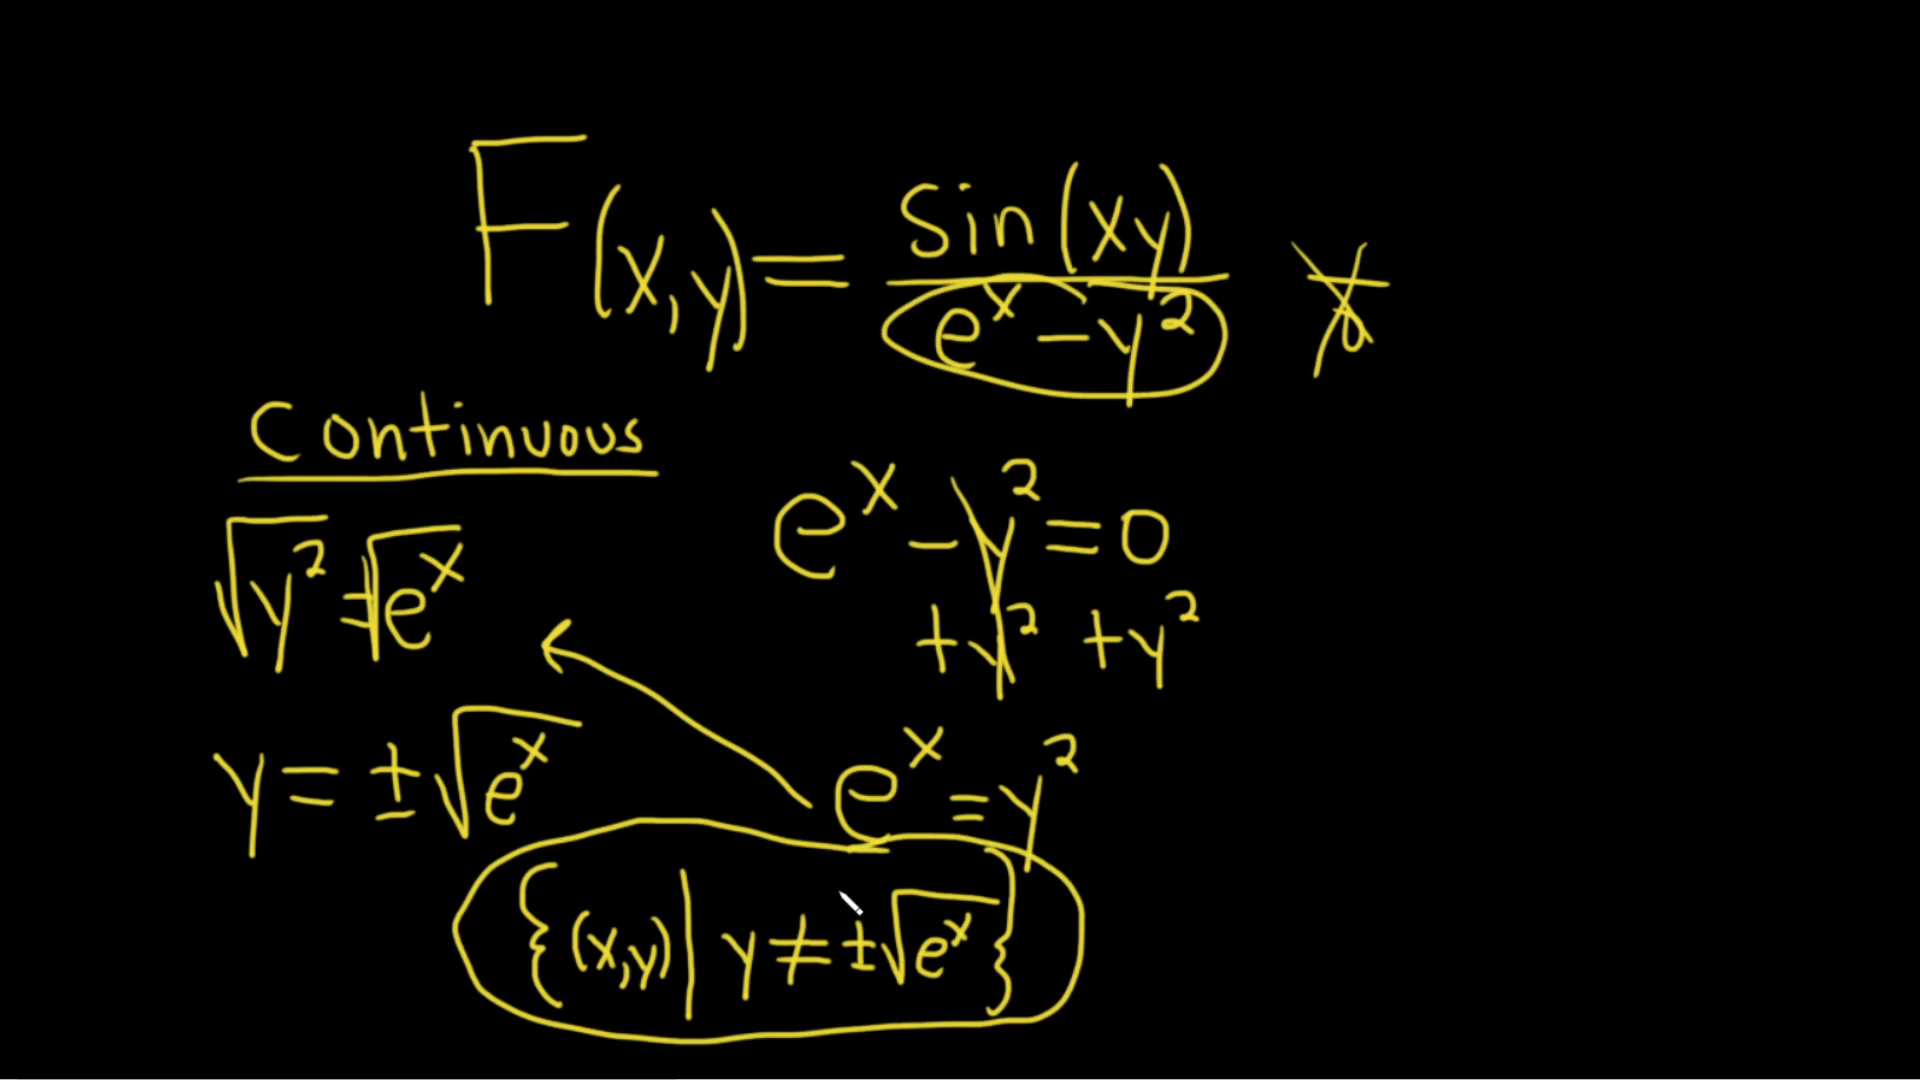 F(x,y) = sin(xy) / (e^x - y^2) x/0
Continuous
e^x - y^2 = 0
+y^2 +y^2
e^x = y^2
√y^2 = ±√e^x
y = ±√e^x
{(x,y) | y ≠ ±√e^x}